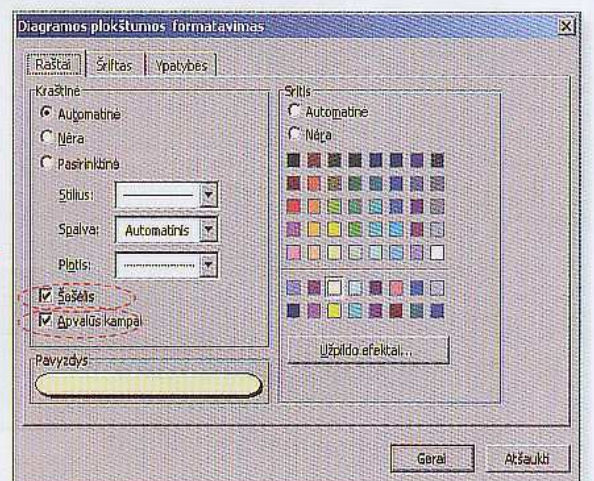 Diagramos plokštumos formatavimas
Raštai Šriftas Ypatybės
Kraštinė
Automatinė
Nėra
Pasirinktinė
Stilius:
Spalva: Automatinis
Plotis:
Šešėlis
Apvalūs kampai
Pavyzdys
Sritis
Automatinė
Nėra
Užpildo efektai...
Gerai Atšaukti